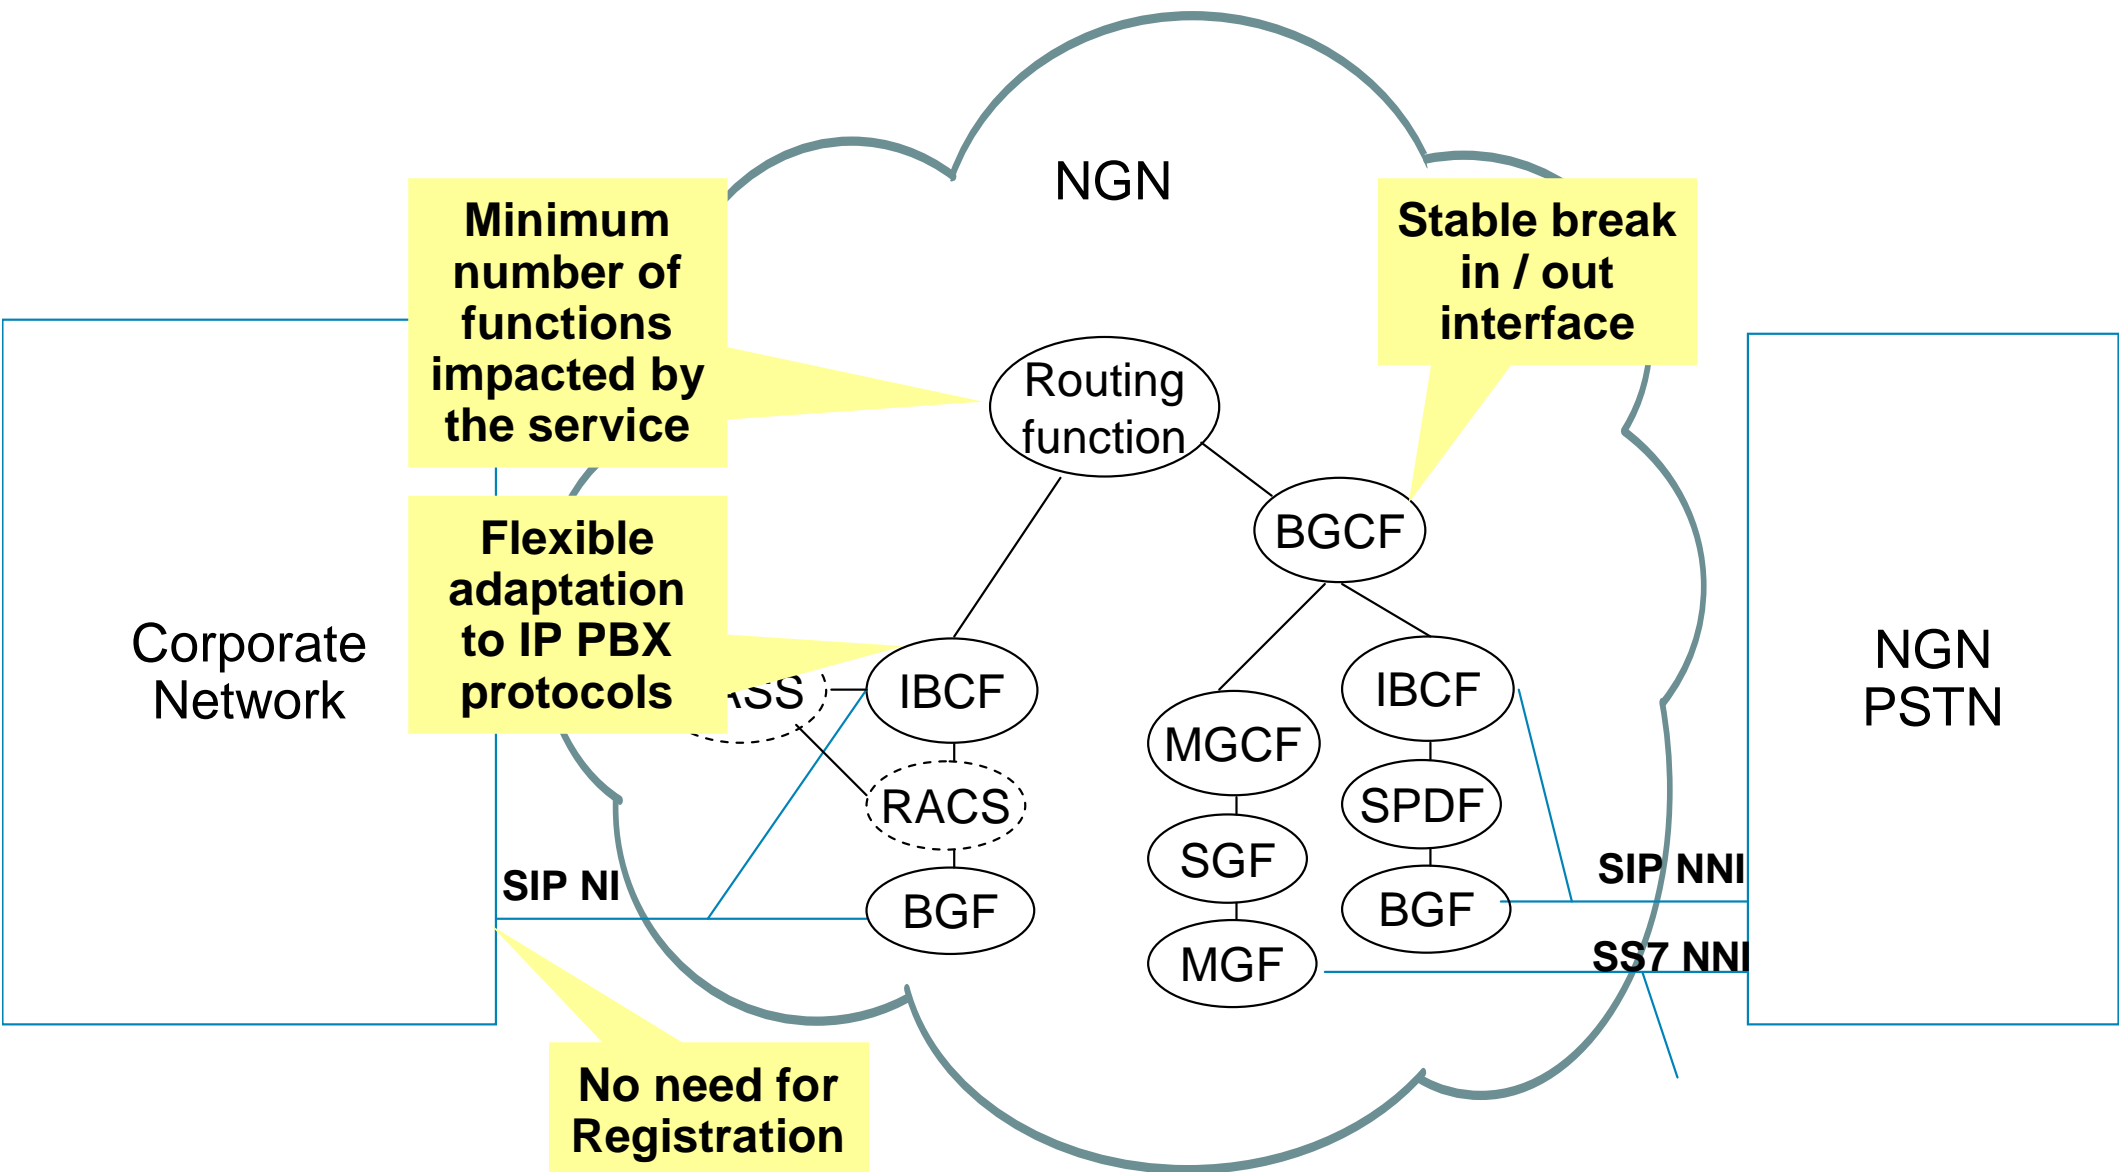 NGN
Minimum
number of
functions
impacted by
the service
Stable break
in / out
interface
Routing
function
BGCF
Flexible
adaptation
to IP PBX
protocols
Corporate
Network
NGN
PSTN
IBCF
IBCF
MGCF
RACS
SPDF
SGF
SIP NI
BGF
BGF
SIP NNI
MGF
SS7 NNI
No need for
Registration